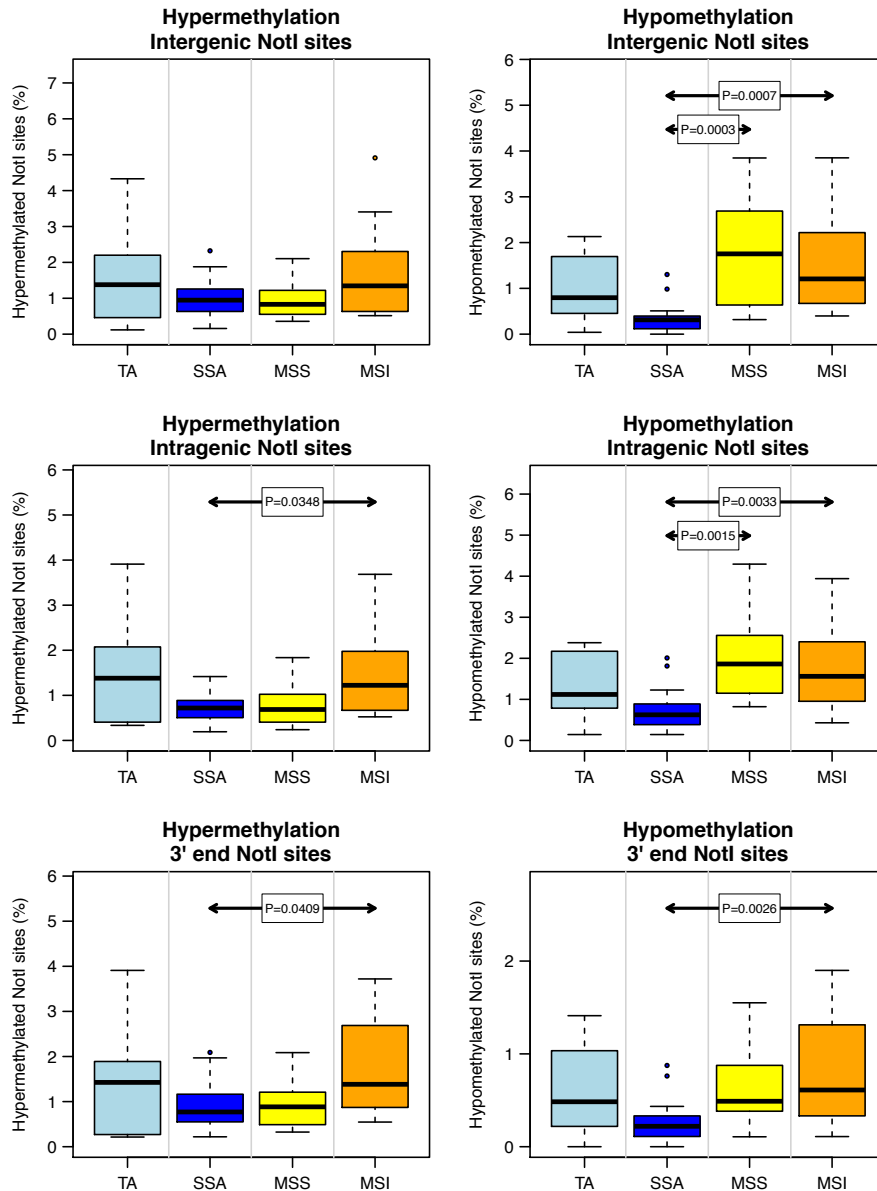 Hypermethylation
Intergenic NotI sites
Hypermethylated NotI sites (%)
7
6
5
4
3
2
1
0
TA SSA MSS MSI
Hypomethylation
Intergenic NotI sites
Hypomethylated NotI sites (%)
6
5
4
3
2
1
0
P=0.0007
P=0.0003
TA SSA MSS MSI
Hypermethylation
Intragenic NotI sites
Hypermethylated NotI sites (%)
6
5
4
3
2
1
0
P=0.0348
TA SSA MSS MSI
Hypomethylation
Intragenic NotI sites
Hypomethylated NotI sites (%)
6
5
4
3
2
1
0
P=0.0033
P=0.0015
TA SSA MSS MSI
Hypermethylation
3' end NotI sites
Hypermethylated NotI sites (%)
6
5
4
3
2
1
0
P=0.0409
TA SSA MSS MSI
Hypomethylation
3' end NotI sites
Hypomethylated NotI sites (%)
2
1
0
P=0.0026
TA SSA MSS MSI